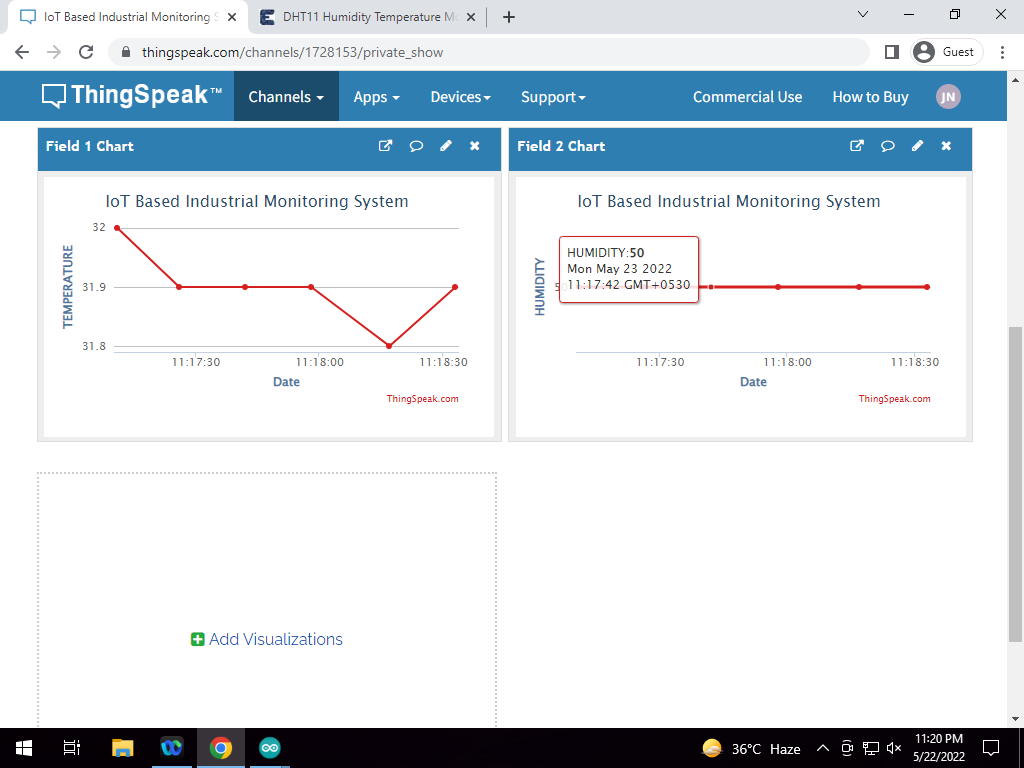 IoT Based Industrial Monitoring S
DHT11 Humidity Temperature Mo
thingspeak.com/channels/1728153/private_show
Guest
ThingSpeak™
Channels
Apps
Devices
Support
Commercial Use
How to Buy
JN
Field 1 Chart
Field 2 Chart
IoT Based Industrial Monitoring System
32
31.9
31.8
TEMPERATURE
11:17:30
11:18:00
11:18:30
Date
ThingSpeak.com
IoT Based Industrial Monitoring System
HUMIDITY
HUMIDITY:50
Mon May 23 2022
11:17:42 GMT+0530
11:17:30
11:18:00
11:18:30
Date
ThingSpeak.com
Add Visualizations
36°C Haze
11:20 PM
5/22/2022